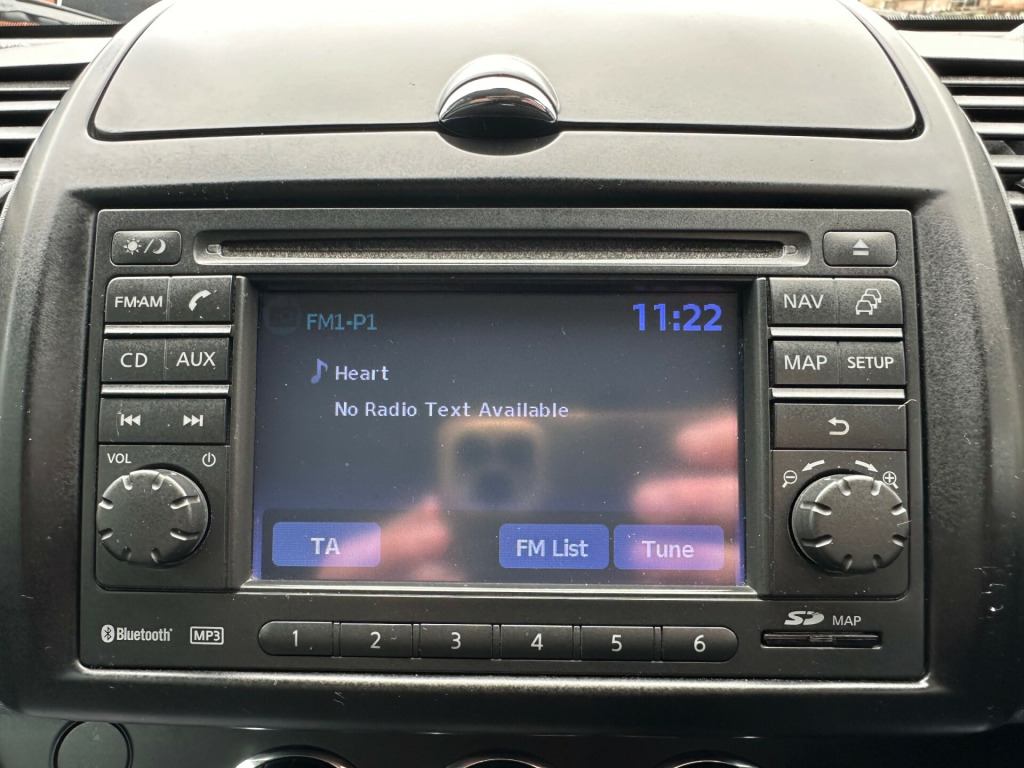 FM·AM
CD AUX
VOL
FM1-P1 11:22
Heart
No Radio Text Available
TA FM List Tune
NAV
MAP SETUP
Bluetooth MP3
1 2 3 4 5 6
SD MAP